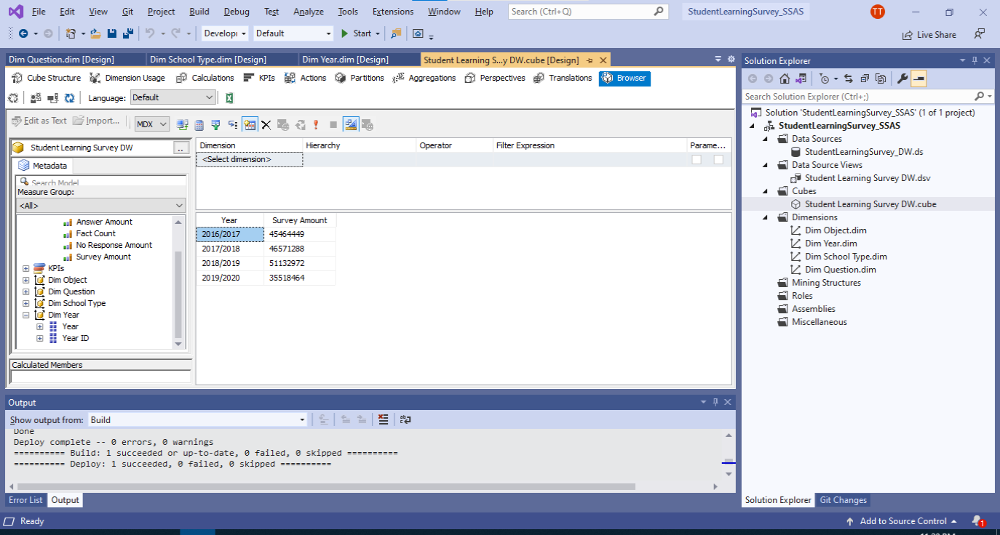 File Edit View Git Project Build Debug Test Analyze Tools Extensions Window Help Search (Ctrl+Q) StudentLearningSurvey_SSAS TT
Developı Default Start Live Share
Dim Question.dim [Design] Dim School Type.dim [Design] Dim Year.dim [Design] Student Learning S...y DW.cube [Design]
Cube Structure Dimension Usage Calculations KPIs Actions Partitions Aggregations Perspectives Translations Browser
Language: Default
Edit as Text Import... MDX
Student Learning Survey DW ..
Metadata
Search Model
Measure Group:
<All>
Answer Amount
Fact Count
No Response Amount
Survey Amount
KPIs
Dim Object
Dim Question
Dim School Type
Dim Year
Year
Year ID
Calculated Members
Dimension Hierarchy Operator Filter Expression Parame...
<Select dimension>
Year Survey Amount
2016/2017 45464449
2017/2018 46571288
2018/2019 51132972
2019/2020 35518464
Output
Show output from: Build
Done
Deploy complete -- 0 errors, 0 warnings
========== Build: 1 succeeded or up-to-date, 0 failed, 0 skipped ==========
========== Deploy: 1 succeeded, 0 failed, 0 skipped ==========
Error List Output
Solution Explorer
Search Solution Explorer (Ctrl+;)
Solution 'StudentLearningSurvey_SSAS' (1 of 1 project)
StudentLearningSurvey_SSAS
Data Sources
StudentLearningSurvey_DW.ds
Data Source Views
Student Learning Survey DW.dsv
Cubes
Student Learning Survey DW.cube
Dimensions
Dim Object.dim
Dim Year.dim
Dim School Type.dim
Dim Question.dim
Mining Structures
Roles
Assemblies
Miscellaneous
Solution Explorer Git Changes
Ready Add to Source Control 1